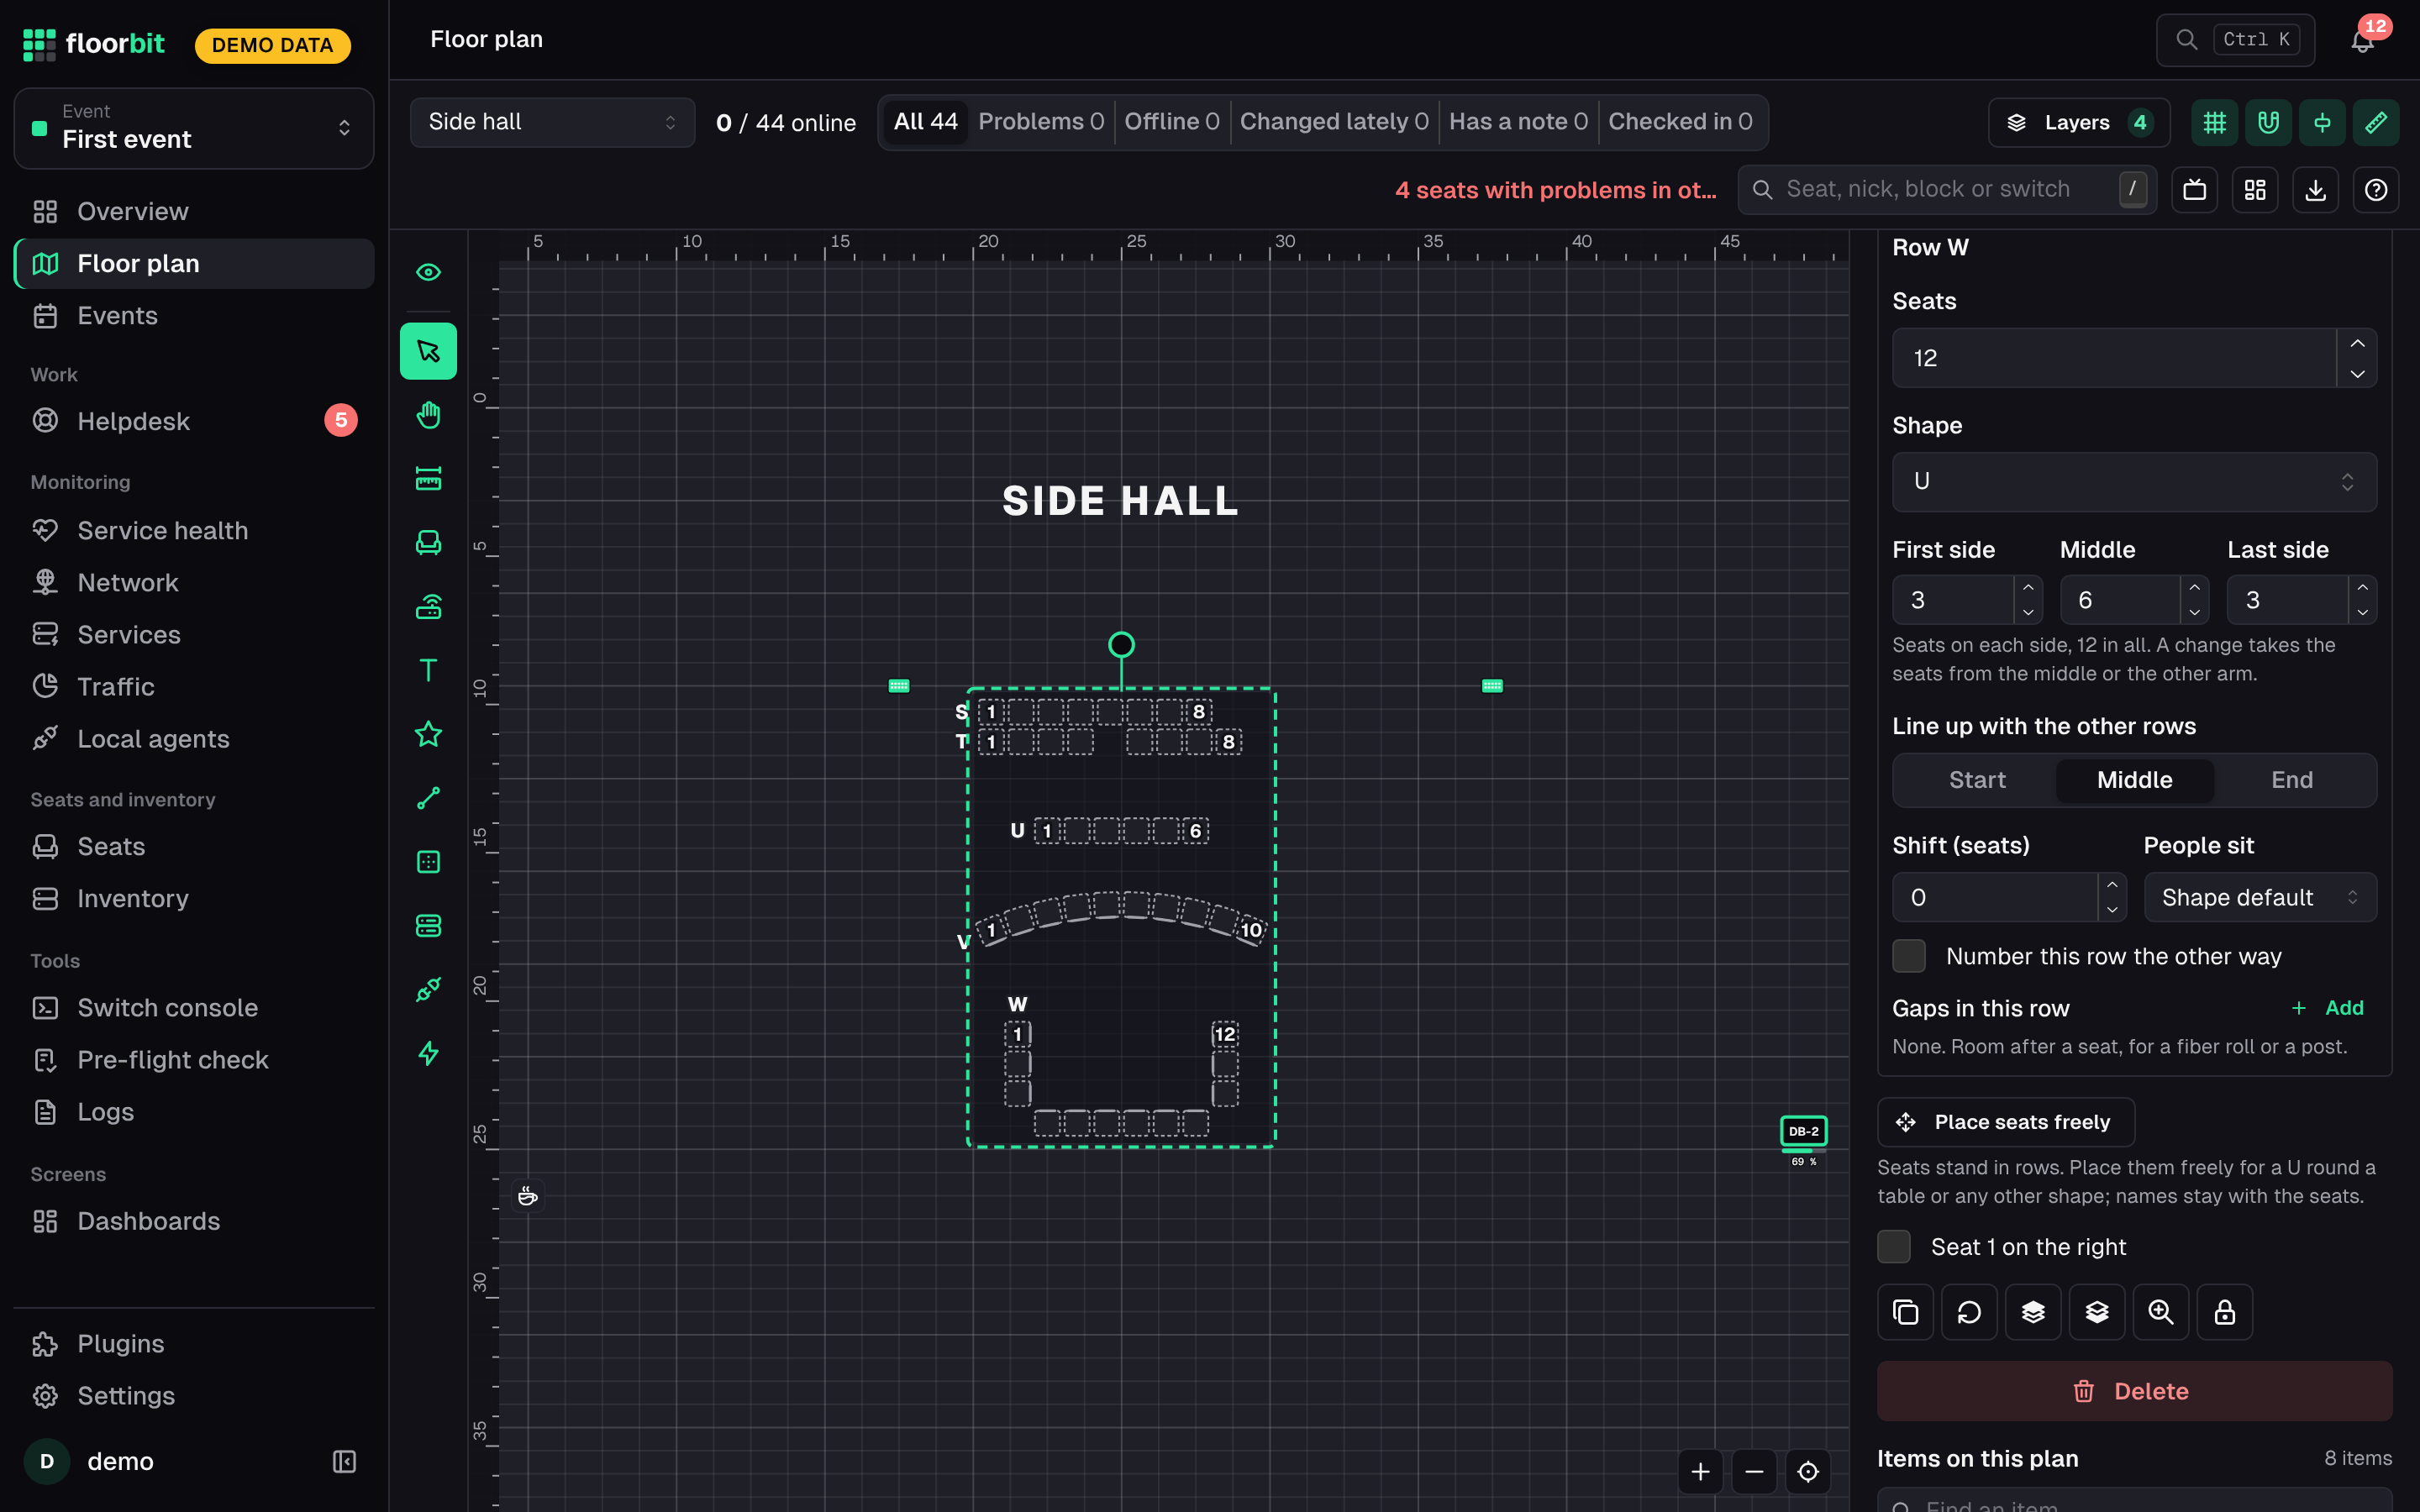 floorbit DEMO DATA
Event
First event
Overview
Floor plan
Events
Work
Helpdesk 5
Monitoring
Service health
Network
Services
Traffic
Local agents
Seats and inventory
Seats
Inventory
Tools
Switch console
Pre-flight check
Logs
Screens
Dashboards
Plugins
Settings
D demo
Floor plan
Ctrl K
12
Side hall
0 / 44 online
All 44 Problems 0 Offline 0 Changed lately 0 Has a note 0 Checked in 0
Layers 4
4 seats with problems in ot...
Seat, nick, block or switch /
5 10 15 20 25 30 35 40 45
0
5
10
15
20
25
30
35
SIDE HALL
S 1 8
T 1 8
U 1 6
V 1 10
W
1 12
DB-2
69 %
Row W
Seats
12
Shape
U
First side Middle Last side
3 6 3
Seats on each side, 12 in all. A change takes the
seats from the middle or the other arm.
Line up with the other rows
Start Middle End
Shift (seats) People sit
0 Shape default
Number this row the other way
Gaps in this row + Add
None. Room after a seat, for a fiber roll or a post.
Place seats freely
Seats stand in rows. Place them freely for a U round a
table or any other shape; names stay with the seats.
Seat 1 on the right
Delete
Items on this plan 8 items
Find an item